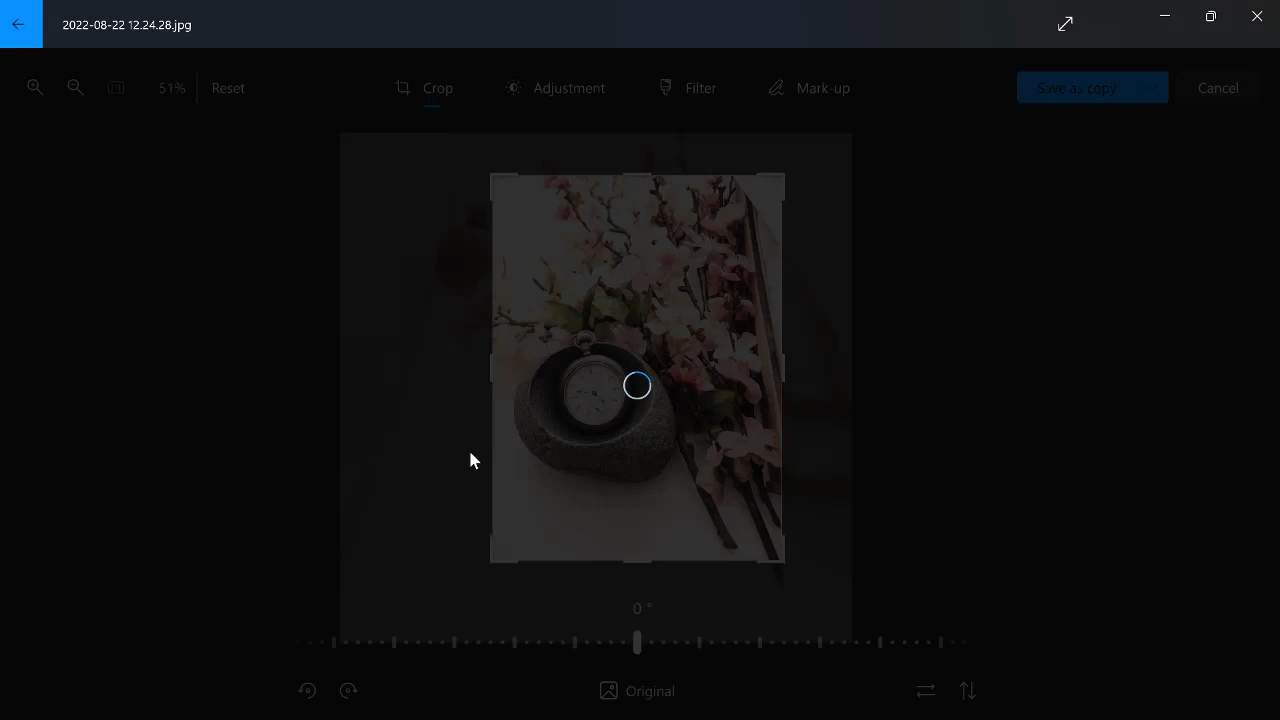 2022-08-22 12.24.28.jpg
51%
Reset
Crop
Adjustment
Filter
Mark-up
Save as copy
Cancel
0 °
Original